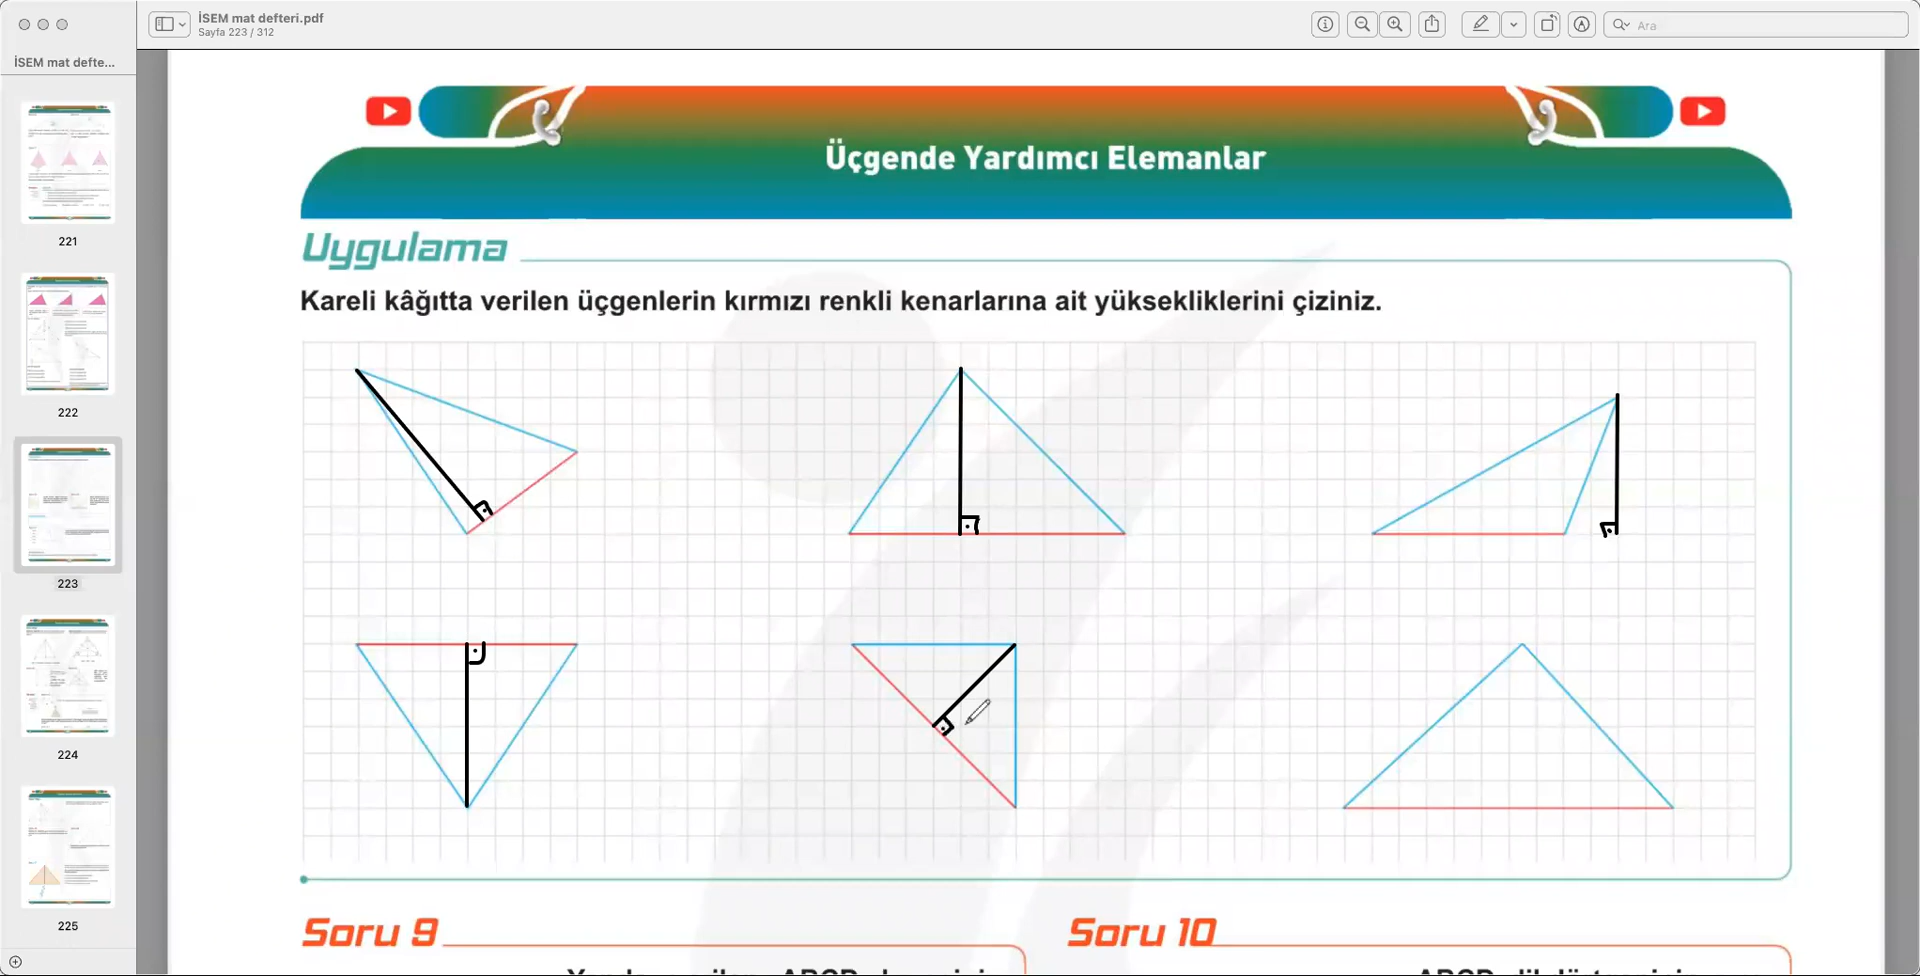 İSEM mat defteri.pdf
Sayfa 223 / 312
Ara
İSEM mat defte...
221
222
223
224
225
Üçgende Yardımcı Elemanlar
Uygulama
Kareli kâğıtta verilen üçgenlerin kırmızı renkli kenarlarına ait yüksekliklerini çiziniz.
Soru 9
Soru 10